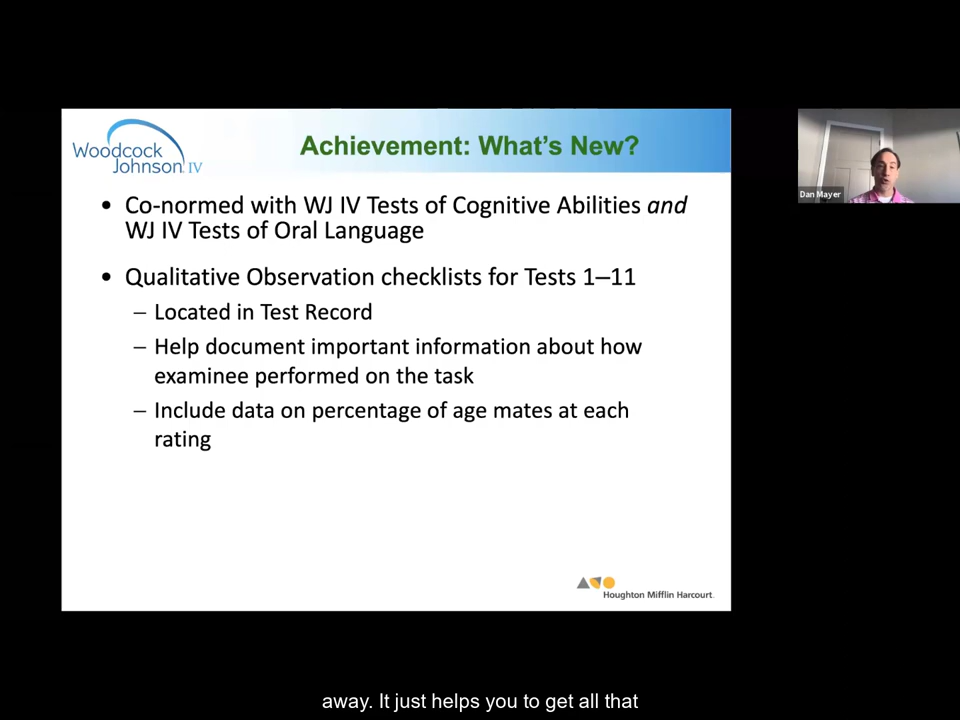 Woodcock
Johnson IV
Achievement: What's New?
• Co-normed with WJ IV Tests of Cognitive Abilities and
WJ IV Tests of Oral Language
• Qualitative Observation checklists for Tests 1–11
– Located in Test Record
– Help document important information about how
examinee performed on the task
– Include data on percentage of age mates at each
rating
Houghton Mifflin Harcourt
Dan Mayer
away. It just helps you to get all that